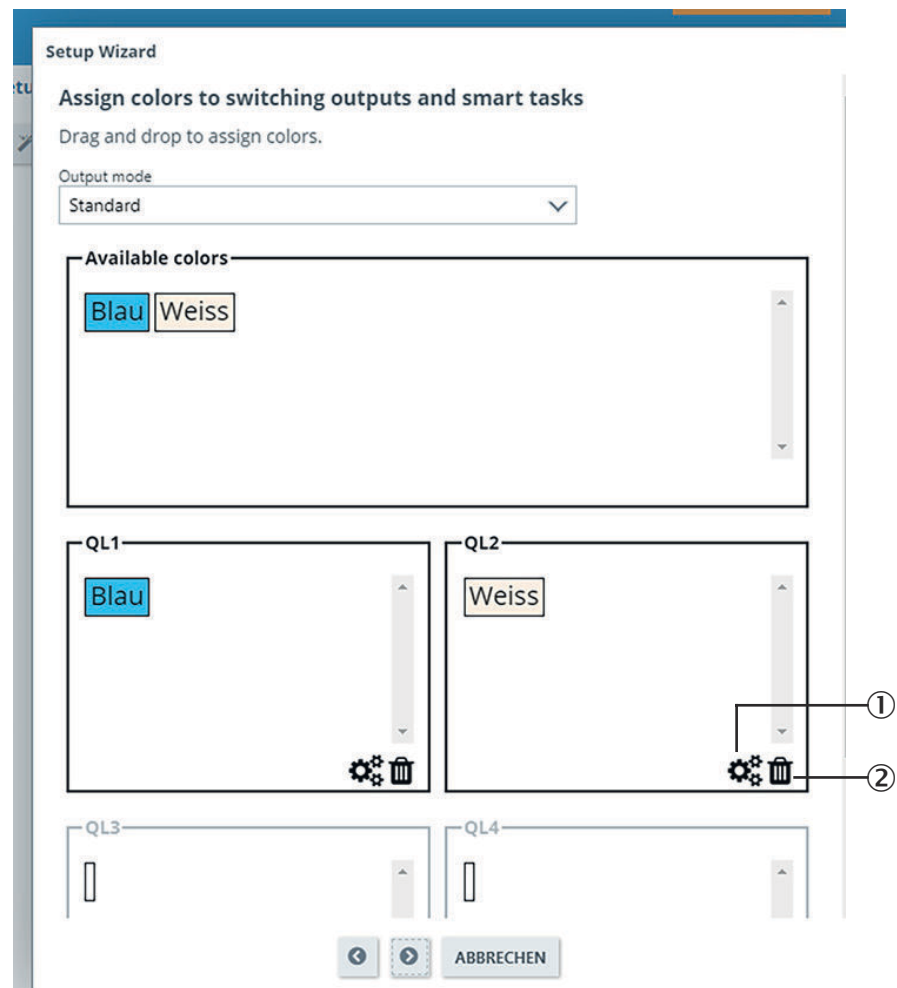 Setup Wizard
etu
Assign colors to switching outputs and smart tasks
Drag and drop to assign colors.
Output mode
Standard
Available colors
Blau Weiss
QL1 QL2
Blau Weiss
①
②
QL3 QL4
ABBRECHEN